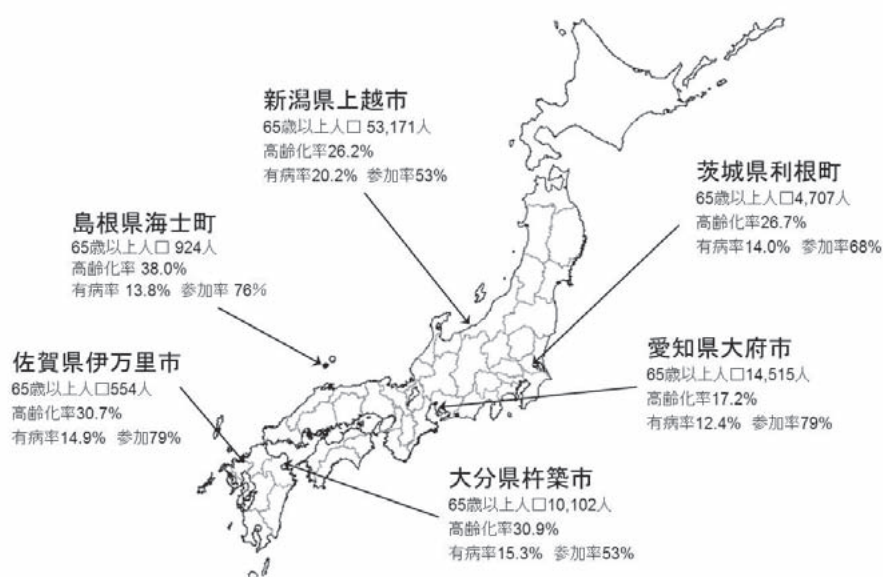 新潟県上越市
65歳以上人口 53,171人
高齢化率26.2%
有病率20.2% 参加率53%
茨城県利根町
65歳以上人口4,707人
高齢化率26.7%
有病率14.0% 参加率68%
島根県海士町
65歳以上人口 924人
高齢化率 38.0%
有病率 13.8% 参加率 76%
佐賀県伊万里市
65歳以上人口554人
高齢化率30.7%
有病率14.9% 参加79%
愛知県大府市
65歳以上人口14,515人
高齢化率17.2%
有病率12.4% 参加率79%
大分県杵築市
65歳以上人口10,102人
高齢化率30.9%
有病率15.3% 参加率53%